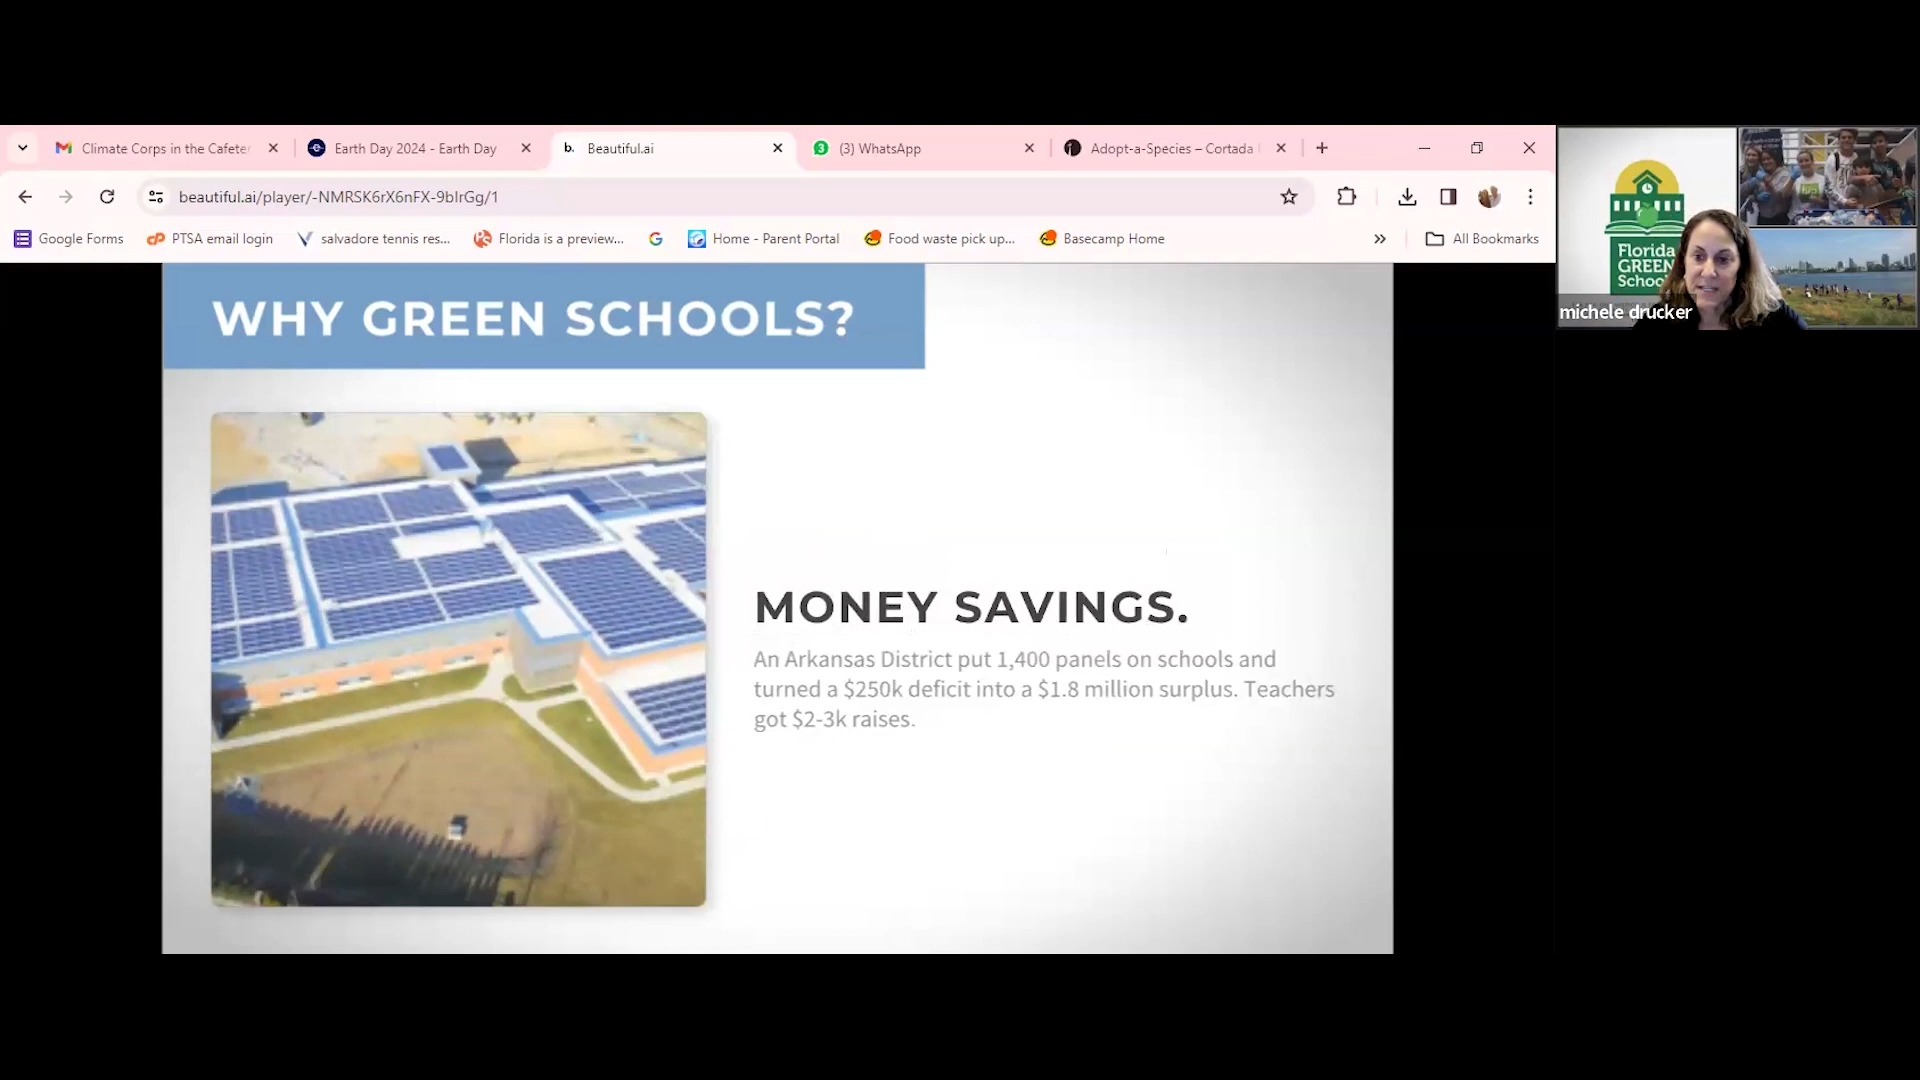 Climate Corps in the Cafeter
Earth Day 2024 - Earth Day
b. Beautiful.ai
(3) WhatsApp
Adopt-a-Species – Cortada
beautiful.ai/player/-NMRSK6rX6nFX-9bIrGg/1
Google Forms
PTSA email login
salvadore tennis res...
Florida is a preview...
Home - Parent Portal
Food waste pick up...
Basecamp Home
All Bookmarks
WHY GREEN SCHOOLS?
MONEY SAVINGS.
An Arkansas District put 1,400 panels on schools and
turned a $250k deficit into a $1.8 million surplus. Teachers
got $2-3k raises.
Florida
GREEN
Schoo
michele drucker